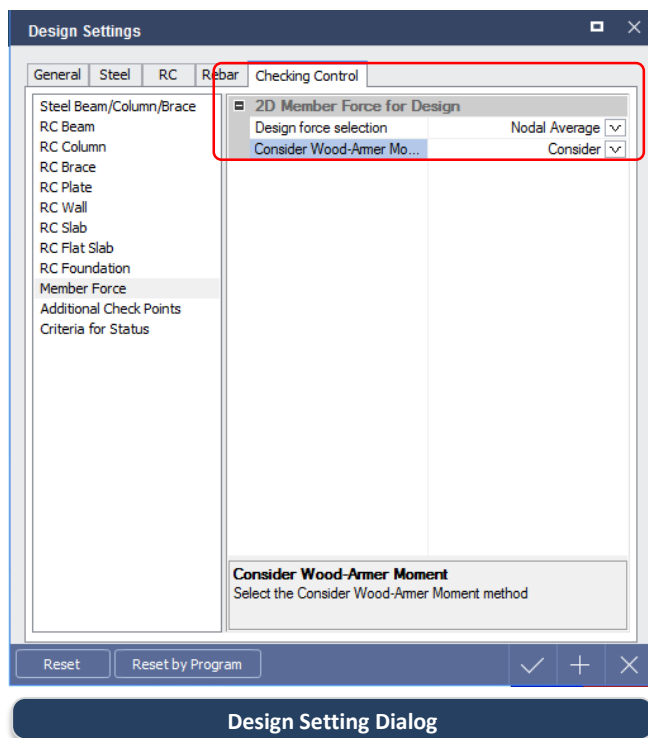 Design Settings
General Steel RC Rebar Checking Control
Steel Beam/Column/Brace
RC Beam
RC Column
RC Brace
RC Plate
RC Wall
RC Slab
RC Flat Slab
RC Foundation
Member Force
Additional Check Points
Criteria for Status
2D Member Force for Design
Design force selection Nodal Average
Consider Wood-Armer Mo... Consider
Consider Wood-Armer Moment
Select the Consider Wood-Armer Moment method
Reset Reset by Program
Design Setting Dialog